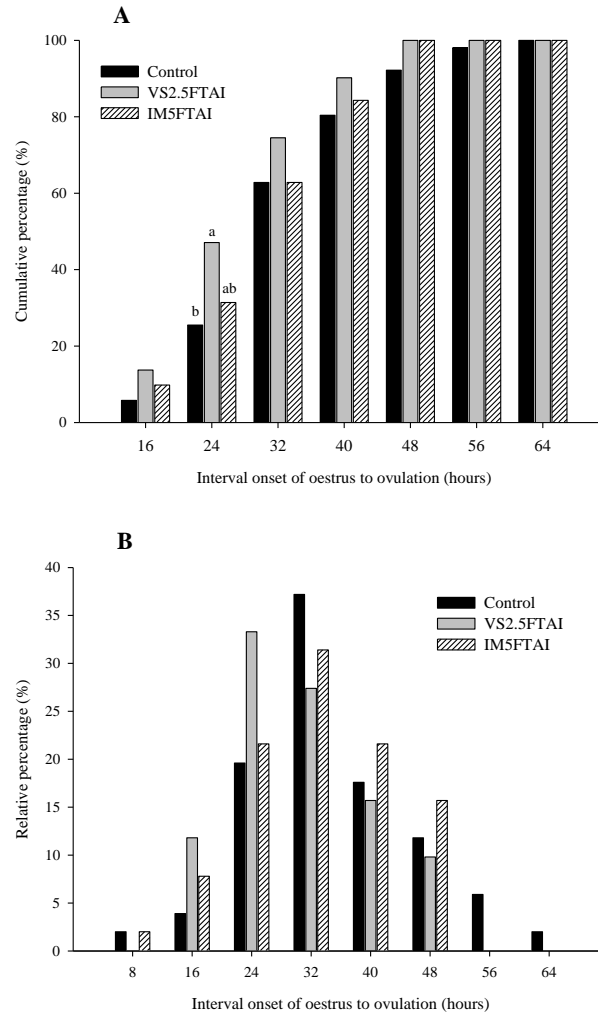 A
100
80
60
40
20
0
Cumulative percentage (%)
Control
VS2.5FTAI
IM5FTAI
b
a
ab
16 24 32 40 48 56 64
Interval onset of oestrus to ovulation (hours)
B
40
35
30
25
20
15
10
5
0
Relative percentage (%)
Control
VS2.5FTAI
IM5FTAI
8 16 24 32 40 48 56 64
Interval onset of oestrus to ovulation (hours)